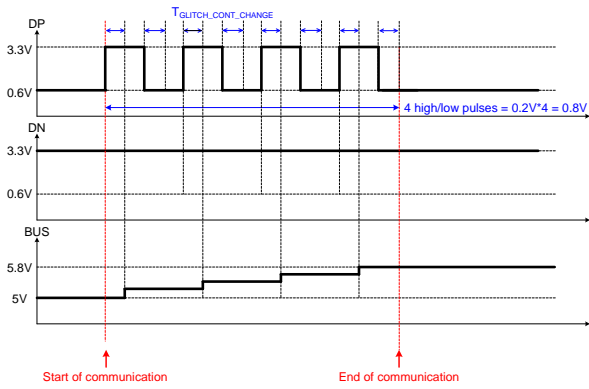 T_GLITCH_CONT_CHANGE
DP
3.3V
0.6V
4 high/low pulses = 0.2V*4 = 0.8V
DN
3.3V
0.6V
BUS
5.8V
5V
Start of communication
End of communication